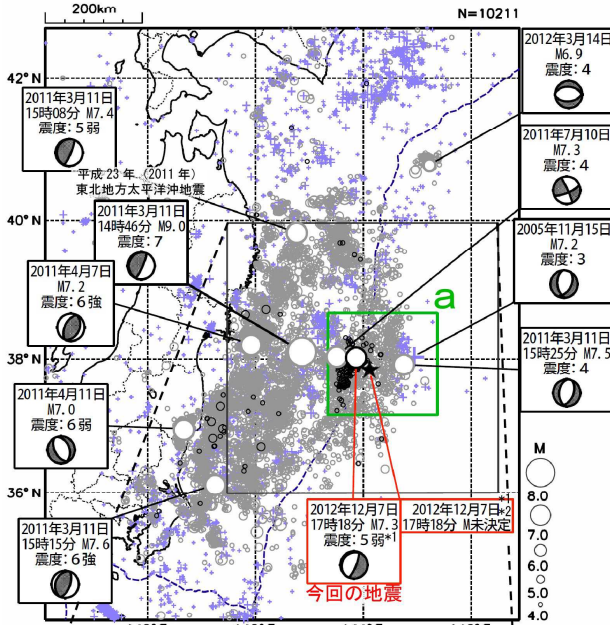 200km
N=10211
42°N
40°N
38°N
36°N
2011年3月11日
15時08分 M7.4
震度：5弱
平成23年（2011年）
東北地方太平洋沖地震
2011年3月11日
14時46分 M9.0
震度：7
2011年4月7日
M7.2
震度：6強
2011年4月11日
M7.0
震度：6弱
2011年3月11日
15時15分 M7.6
震度：6強
2012年3月14日
M6.9
震度：4
2011年7月10日
M7.3
震度：4
2005年11月15日
M7.2
震度：3
2011年3月11日
15時25分 M7.5
震度：4
a
2012年12月7日
17時18分 M7.3
震度：5弱*1
今回の地震
*1
2012年12月7日*2
17時18分 M未決定
M
8.0
7.0
6.0
5.0
4.0